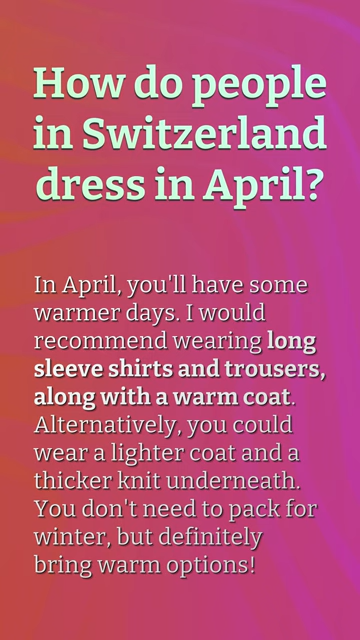 How do people
in Switzerland
dress in April?
In April, you'll have some
warmer days. I would
recommend wearing long
sleeve shirts and trousers,
along with a warm coat.
Alternatively, you could
wear a lighter coat and a
thicker knit underneath.
You don't need to pack for
winter, but definitely
bring warm options!